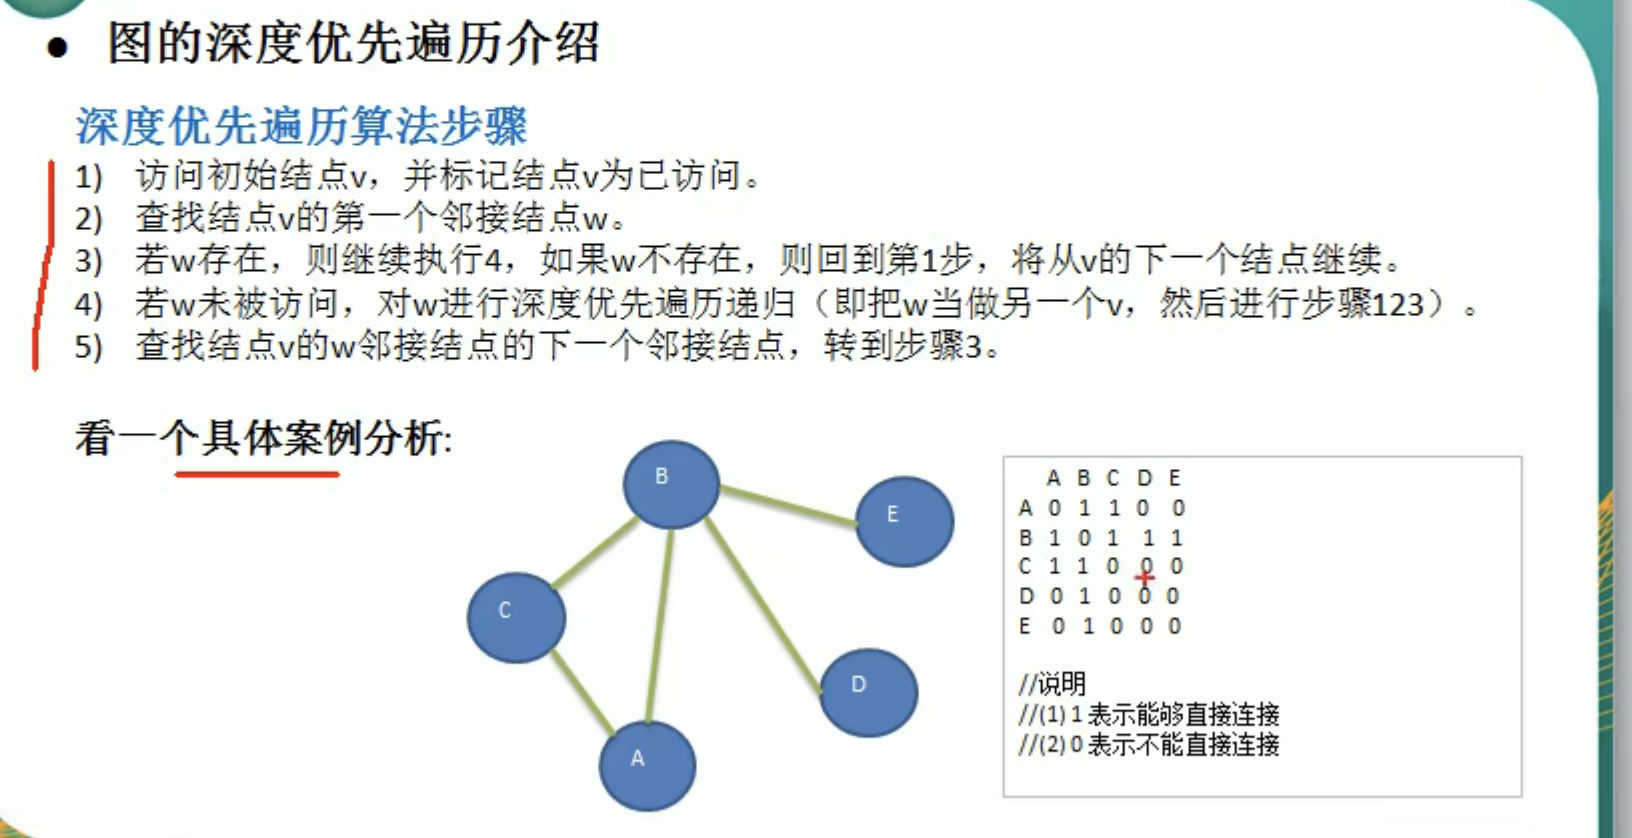 ● 图的深度优先遍历介绍
深度优先遍历算法步骤
1) 访问初始结点v，并标记结点v为已访问。
2) 查找结点v的第一个邻接结点w。
3) 若w存在，则继续执行4，如果w不存在，则回到第1步，将从v的下一个结点继续。
4) 若w未被访问，对w进行深度优先遍历递归（即把w当做另一个v，然后进行步骤123）。
5) 查找结点v的w邻接结点的下一个邻接结点，转到步骤3。
看一个具体案例分析:
B
E
C
D
A
A B C D E
A 0 1 1 0 0
B 1 0 1 1 1
C 1 1 0 0 0
D 0 1 0 0 0
E 0 1 0 0 0
//说明
//(1) 1 表示能够直接连接
//(2) 0 表示不能直接连接